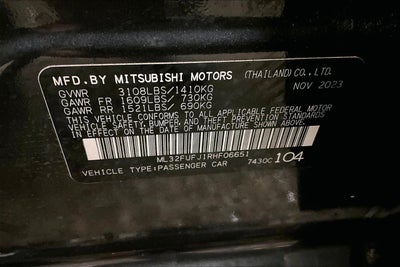 MFD.BY MITSUBISHI MOTORS (THAILAND) CO., LTD.
GVWR 3108LBS/1410KG NOV 2023
GAWR FR 1609LBS/ 730KG
GAWR RR 1521LBS/ 690KG
THIS VEHICLE CONFORMS TO ALL APPLICABLE FEDERAL MOTOR
VEHICLE SAFETY, BUMPER, AND THEFT PREVENTION STANDARDS
IN EFFECT ON THE DATE OF MANUFACTURE SHOWN ABOVE.
ML32FUFJ1RHF06651
VEHICLE TYPE:PASSENGER CAR 7430C 104